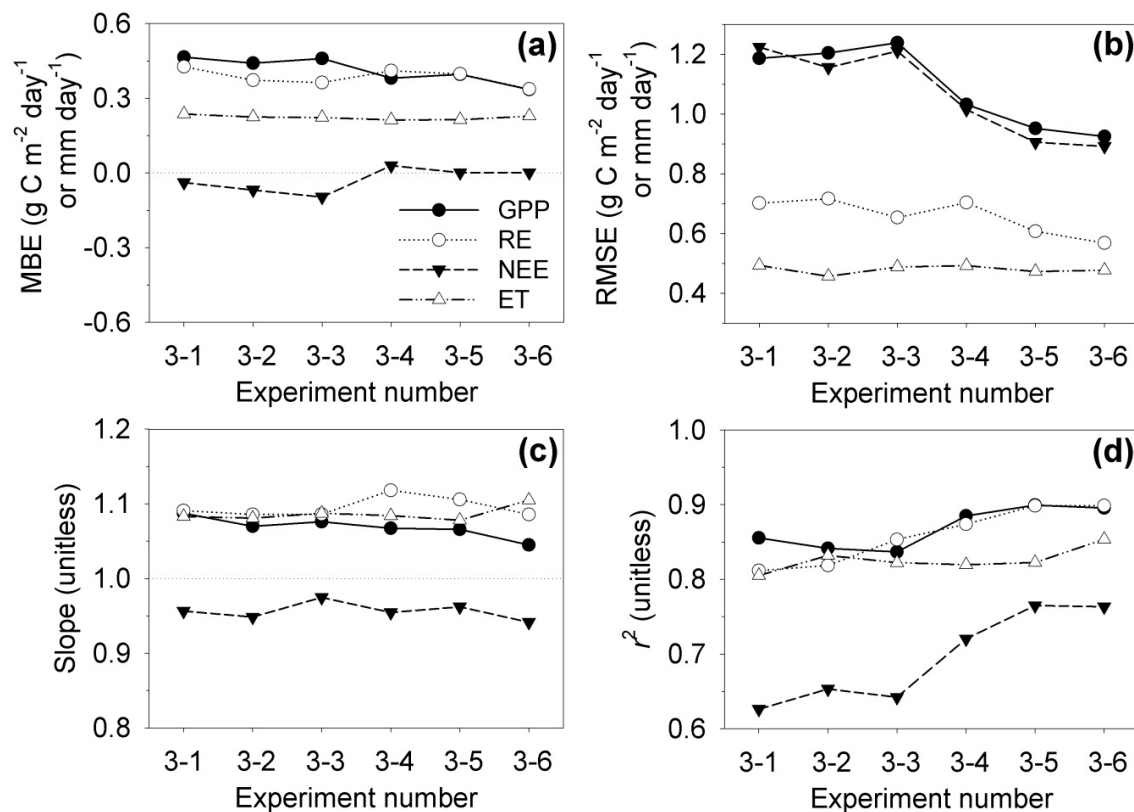 (a)
MBE (g C m⁻² day⁻¹
or mm day⁻¹)
0.6
0.3
0.0
-0.3
-0.6
GPP
RE
NEE
ET
3-1 3-2 3-3 3-4 3-5 3-6
Experiment number
(b)
RMSE (g C m⁻² day⁻¹
or mm day⁻¹)
1.2
1.0
0.8
0.6
0.4
3-1 3-2 3-3 3-4 3-5 3-6
Experiment number
(c)
Slope (unitless)
1.2
1.1
1.0
0.9
0.8
3-1 3-2 3-3 3-4 3-5 3-6
Experiment number
(d)
r² (unitless)
1.0
0.9
0.8
0.7
0.6
3-1 3-2 3-3 3-4 3-5 3-6
Experiment number